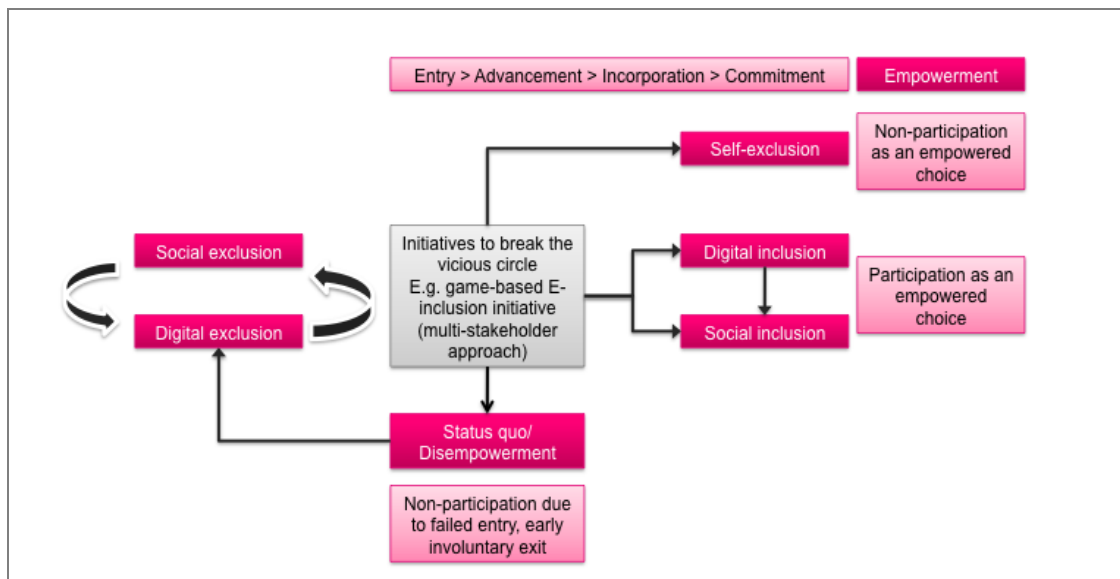 Entry > Advancement > Incorporation > Commitment
Empowerment
Self-exclusion
Non-participation
as an empowered
choice
Social exclusion
Digital exclusion
Initiatives to break the
vicious circle
E.g. game-based E-
inclusion initiative
(multi-stakeholder
approach)
Digital inclusion
Social inclusion
Participation as an
empowered
choice
Status quo/
Disempowerment
Non-participation due
to failed entry, early
involuntary exit